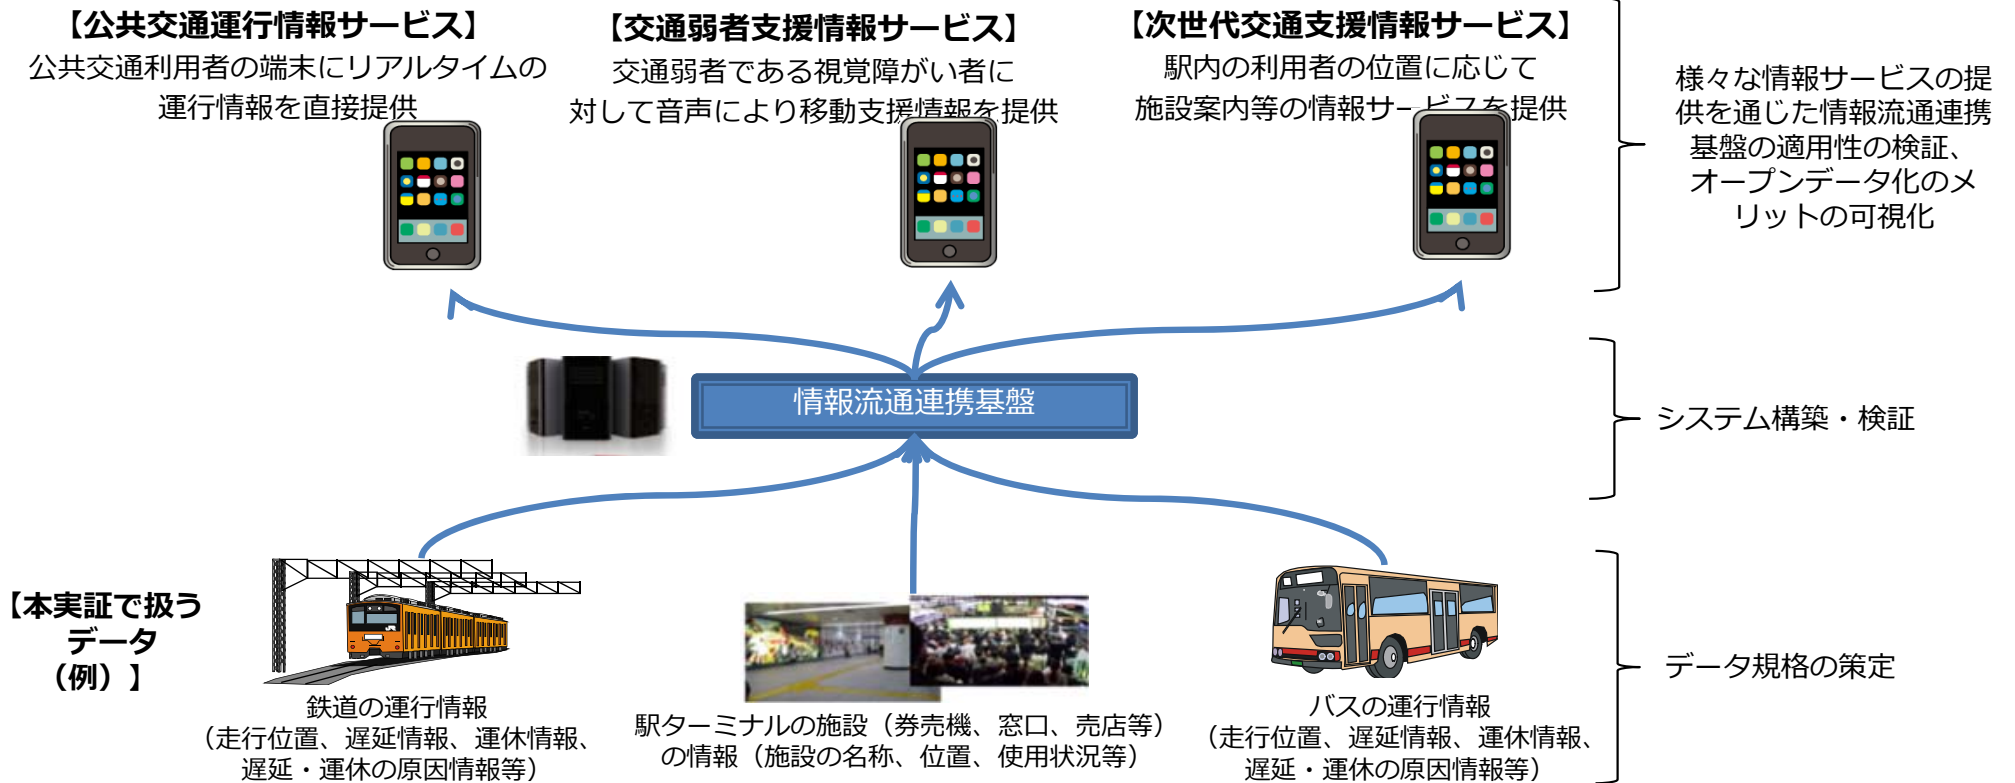 【公共交通運行情報サービス】
公共交通利用者の端末にリアルタイムの
運行情報を直接提供
【交通弱者支援情報サービス】
交通弱者である視覚障がい者に
対して音声により移動支援情報を提供
【次世代交通支援情報サービス】
駅内の利用者の位置に応じて
施設案内等の情報サービスを提供
様々な情報サービスの提
供を通じた情報流通連携
基盤の適用性の検証、
オープンデータ化のメ
リットの可視化
情報流通連携基盤
システム構築・検証
【本実証で扱う
データ
（例）】
鉄道の運行情報
（走行位置、遅延情報、運休情報、
遅延・運休の原因情報等）
駅ターミナルの施設（券売機、窓口、売店等）
の情報（施設の名称、位置、使用状況等）
バスの運行情報
（走行位置、遅延情報、運休情報、
遅延・運休の原因情報等）
データ規格の策定